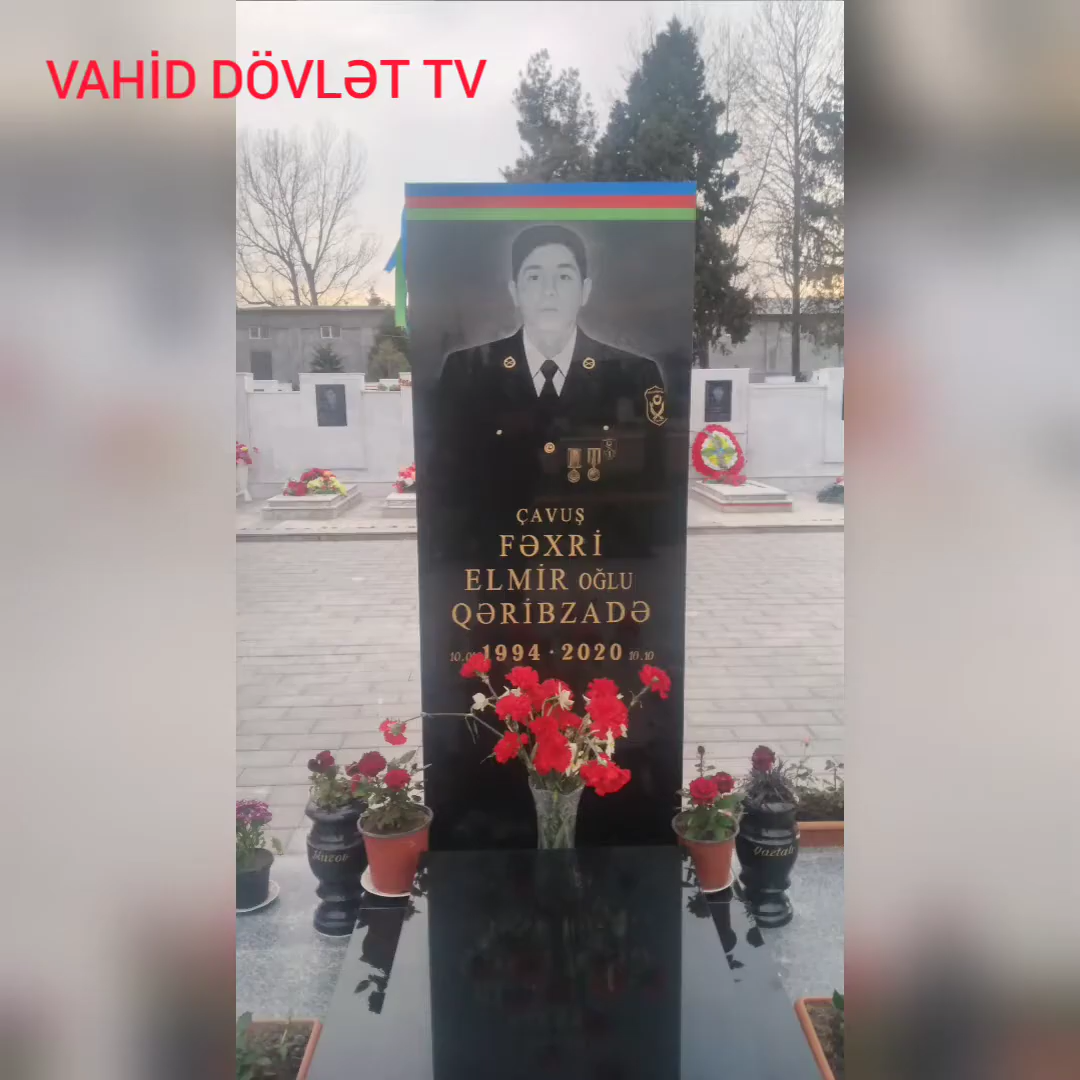 VAHİD DÖVLƏT TV
ÇAVUŞ
FƏXRİ
ELMİR OĞLU
QƏRİBZADƏ
1994 · 2020 10.10